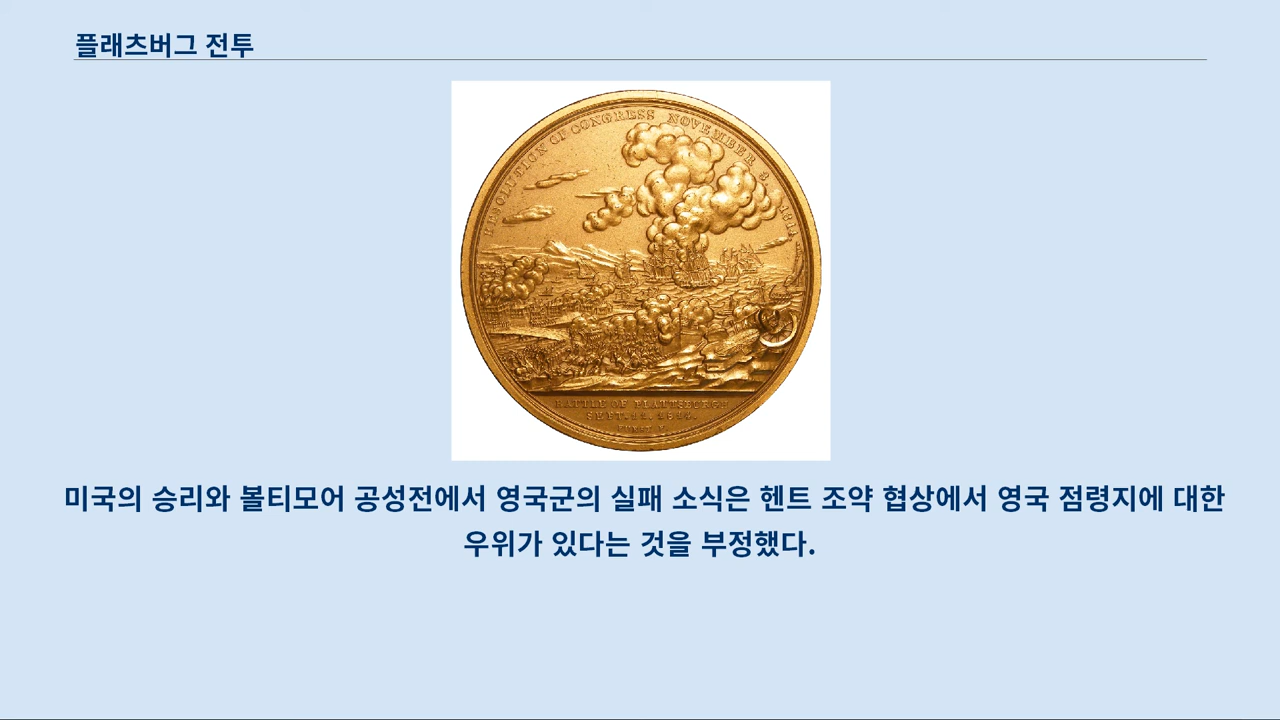 플래츠버그 전투
RESOLUTION OF CONGRESS NOVEMBER 3. 1814.
BATTLE OF PLATTSBURGH
SEPT. 11. 1814.
FURST F.
미국의 승리와 볼티모어 공성전에서 영국군의 실패 소식은 헨트 조약 협상에서 영국 점령지에 대한
우위가 있다는 것을 부정했다.